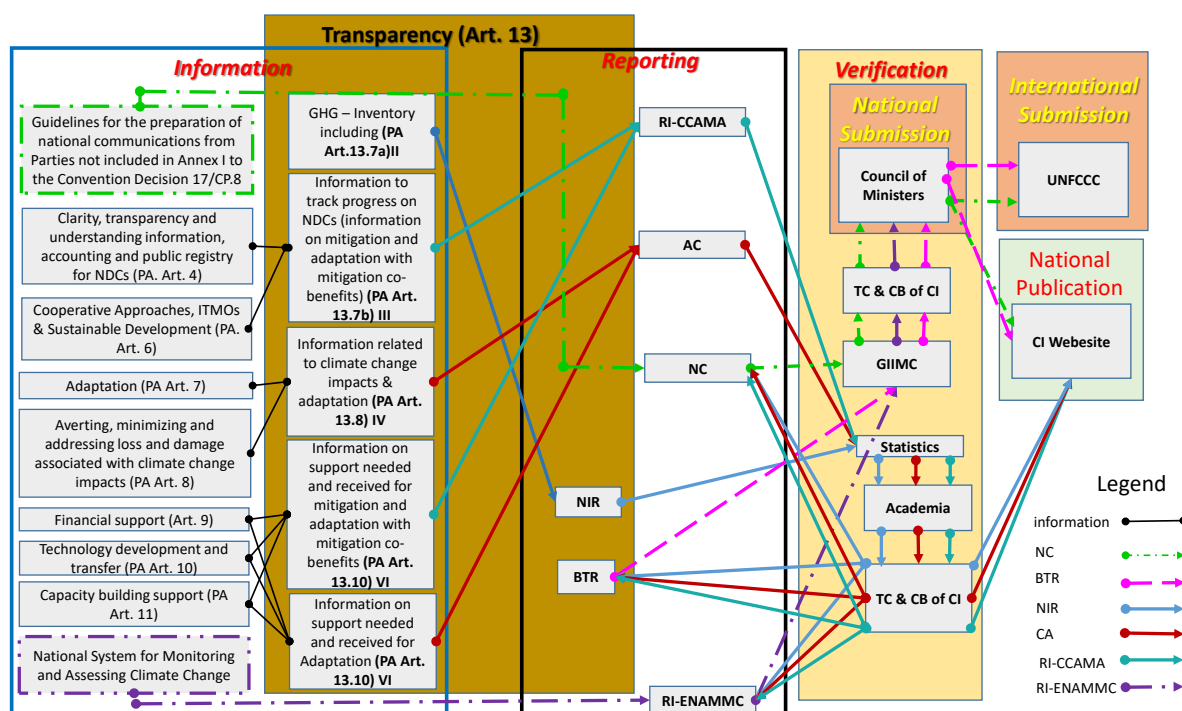 Transparency (Art. 13)
Information
Reporting
Verification
National
Submission
International
Submission
Guidelines for the preparation of
national communications from
Parties not included in Annex I to
the Convention Decision 17/CP.8
Clarity, transparency and
understanding information,
accounting and public registry
for NDCs (PA. Art. 4)
Cooperative Approaches, ITMOs
& Sustainable Development (PA.
Art. 6)
Adaptation (PA Art. 7)
Averting, minimizing and
addressing loss and damage
associated with climate change
impacts (PA Art. 8)
Financial support (Art. 9)
Technology development and
transfer (PA Art. 10)
Capacity building support (PA
Art. 11)
National System for Monitoring
and Assessing Climate Change
GHG – Inventory
including (PA
Art.13.7a)II
Information to
track progress on
NDCs (information
on mitigation and
adaptation with
mitigation co-
benefits) (PA Art.
13.7b) III
Information related
to climate change
impacts &
adaptation (PA Art.
13.8) IV
Information on
support needed
and received for
mitigation and
adaptation with
mitigation co-
benefits (PA Art.
13.10) VI
Information on
support needed
and received for
Adaptation (PA Art.
13.10) VI
RI-CCAMA
AC
NC
NIR
BTR
RI-ENAMMC
Council of
Ministers
TC & CB of CI
GIIMC
Statistics
Academia
TC & CB of CI
UNFCCC
National
Publication
CI Webesite
Legend
information
NC
BTR
NIR
CA
RI-CCAMA
RI-ENAMMC